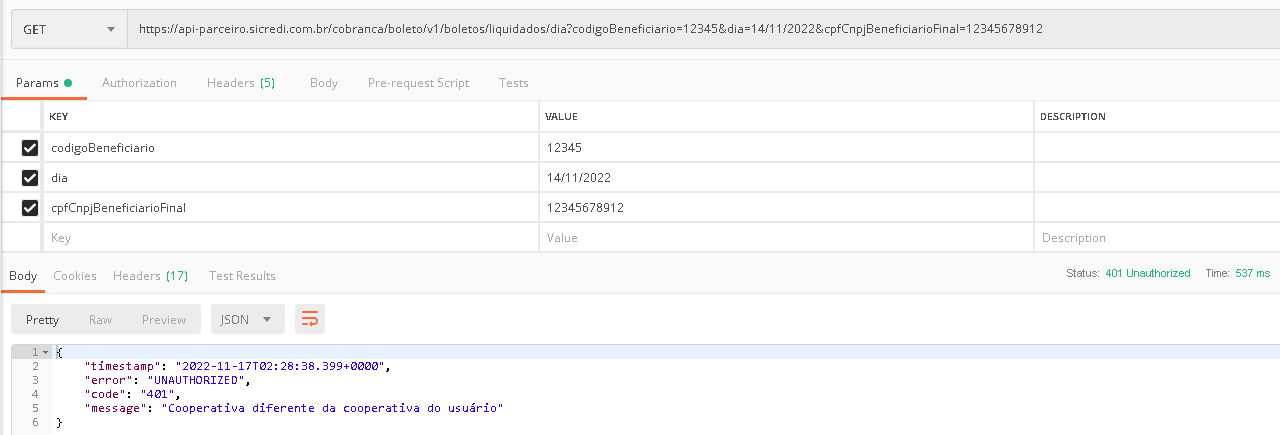 GET https://api-parceiro.sicredi.com.br/cobranca/boleto/v1/boletos/liquidados/dia?codigoBeneficiario=12345&dia=14/11/2022&cpfCnpjBeneficiarioFinal=12345678912
Params Authorization Headers (5) Body Pre-request Script Tests
KEY VALUE DESCRIPTION
codigoBeneficiario 12345
dia 14/11/2022
cpfCnpjBeneficiarioFinal 12345678912
Key Value Description
Body Cookies Headers (17) Test Results Status: 401 Unauthorized Time: 537 ms
Pretty Raw Preview JSON
1 {
2 "timestamp": "2022-11-17T02:28:38.399+0000",
3 "error": "UNAUTHORIZED",
4 "code": "401",
5 "message": "Cooperativa diferente da cooperativa do usuário"
6 }